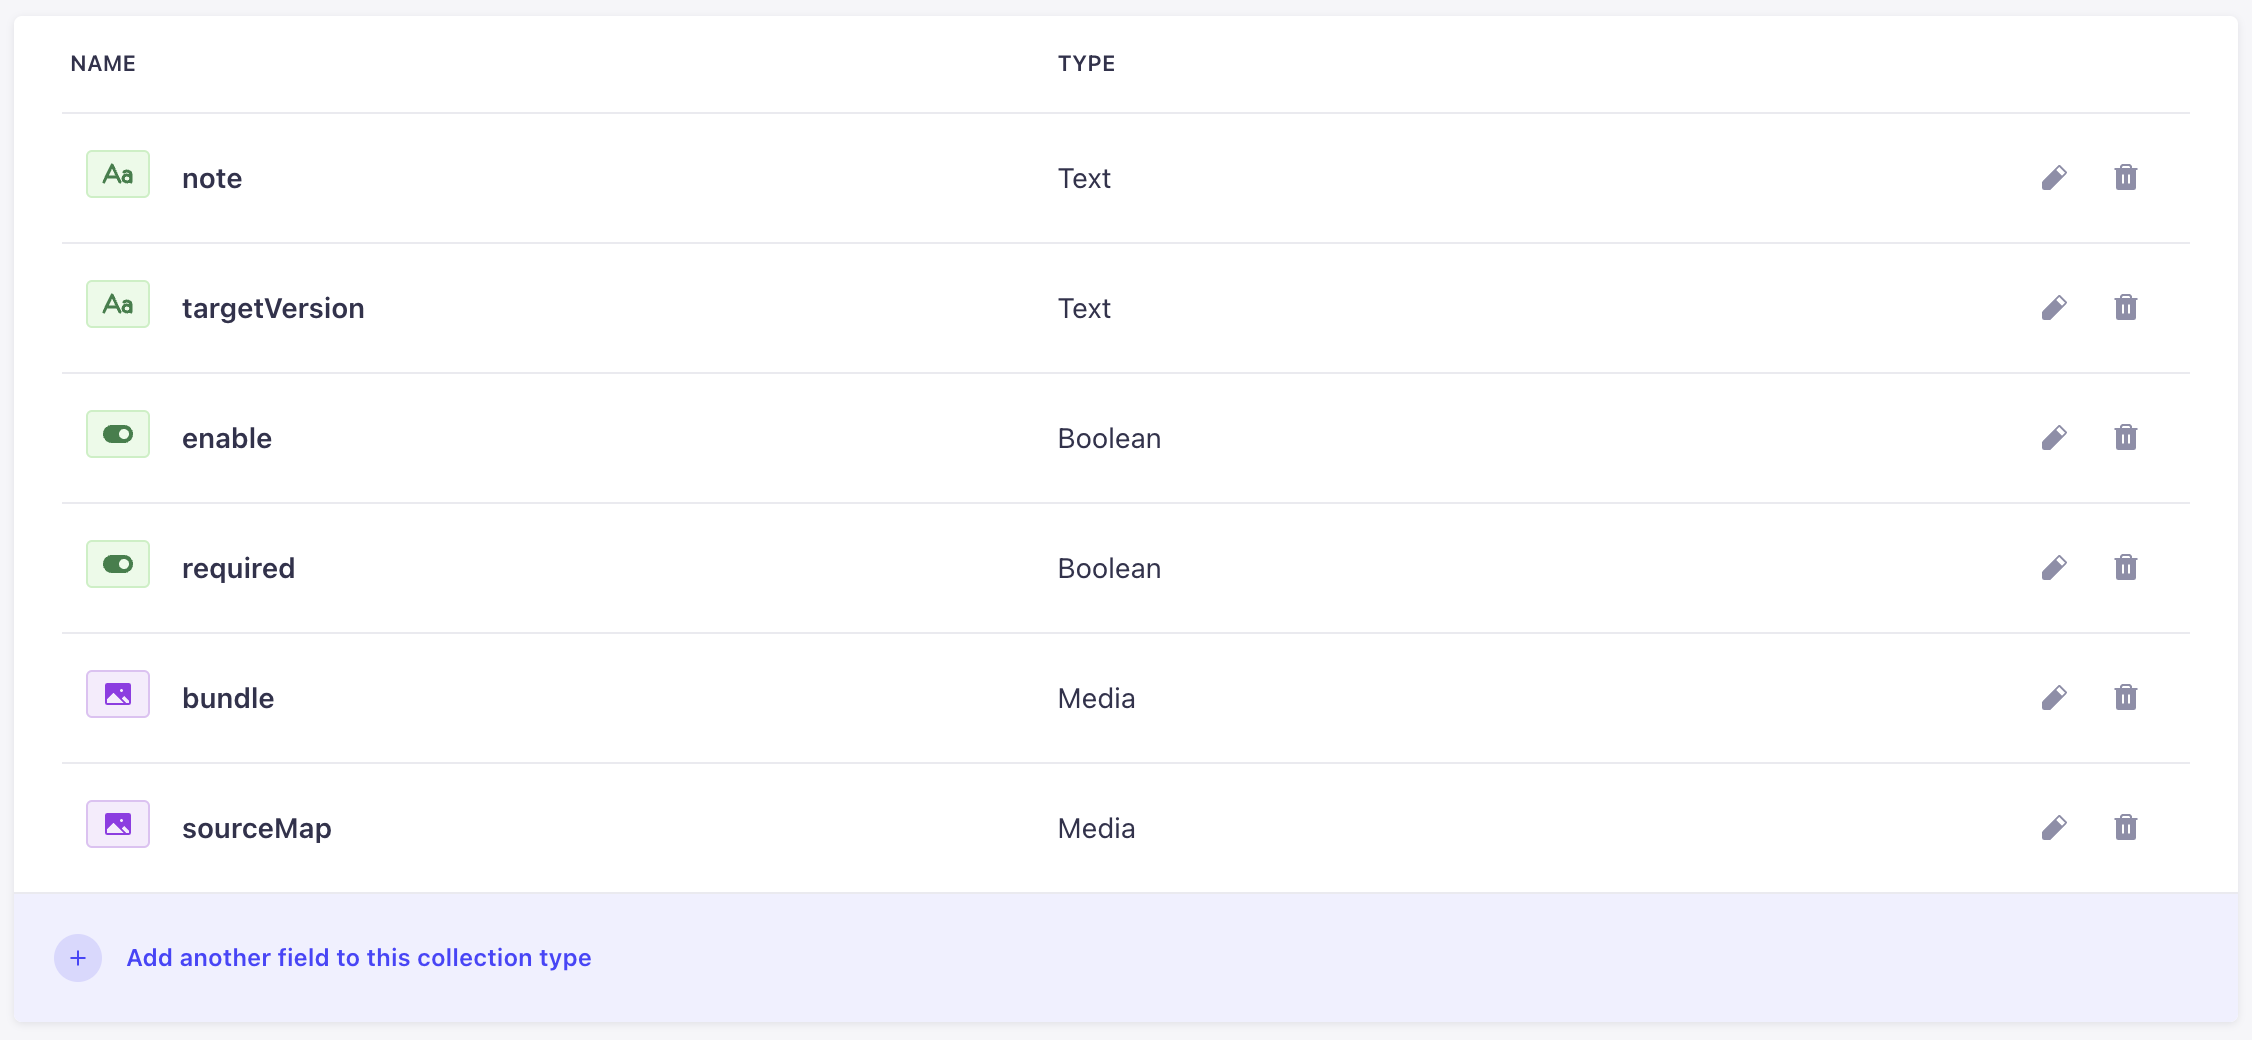 NAME TYPE
Aa note Text
Aa targetVersion Text
enable Boolean
required Boolean
bundle Media
sourceMap Media
+ Add another field to this collection type